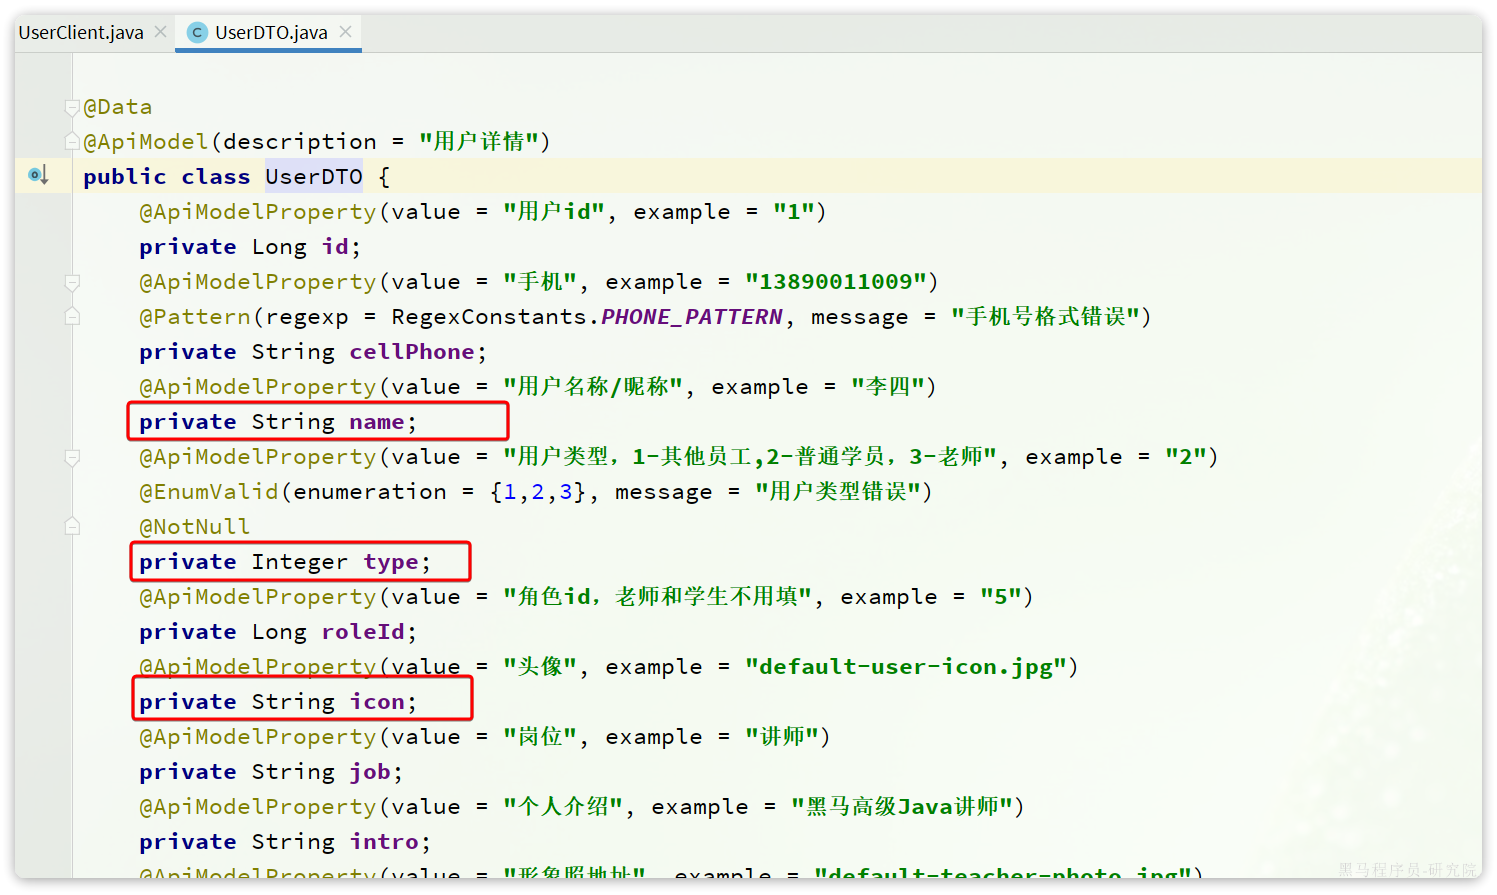 UserClient.java × C UserDTO.java ×
@Data
@ApiModel(description = "用户详情")
public class UserDTO {
@ApiModelProperty(value = "用户id", example = "1")
private Long id;
@ApiModelProperty(value = "手机", example = "13890011009")
@Pattern(regexp = RegexConstants.PHONE_PATTERN, message = "手机号格式错误")
private String cellPhone;
@ApiModelProperty(value = "用户名称/昵称", example = "李四")
private String name;
@ApiModelProperty(value = "用户类型，1-其他员工,2-普通学员，3-老师", example = "2")
@EnumValid(enumeration = {1,2,3}, message = "用户类型错误")
@NotNull
private Integer type;
@ApiModelProperty(value = "角色id，老师和学生不用填", example = "5")
private Long roleId;
@ApiModelProperty(value = "头像", example = "default-user-icon.jpg")
private String icon;
@ApiModelProperty(value = "岗位", example = "讲师")
private String job;
@ApiModelProperty(value = "个人介绍", example = "黑马高级Java讲师")
private String intro;
@ApiModelProperty(value = "形象照地址", example = "default-teacher-photo.jpg")
黑马程序员-研究院